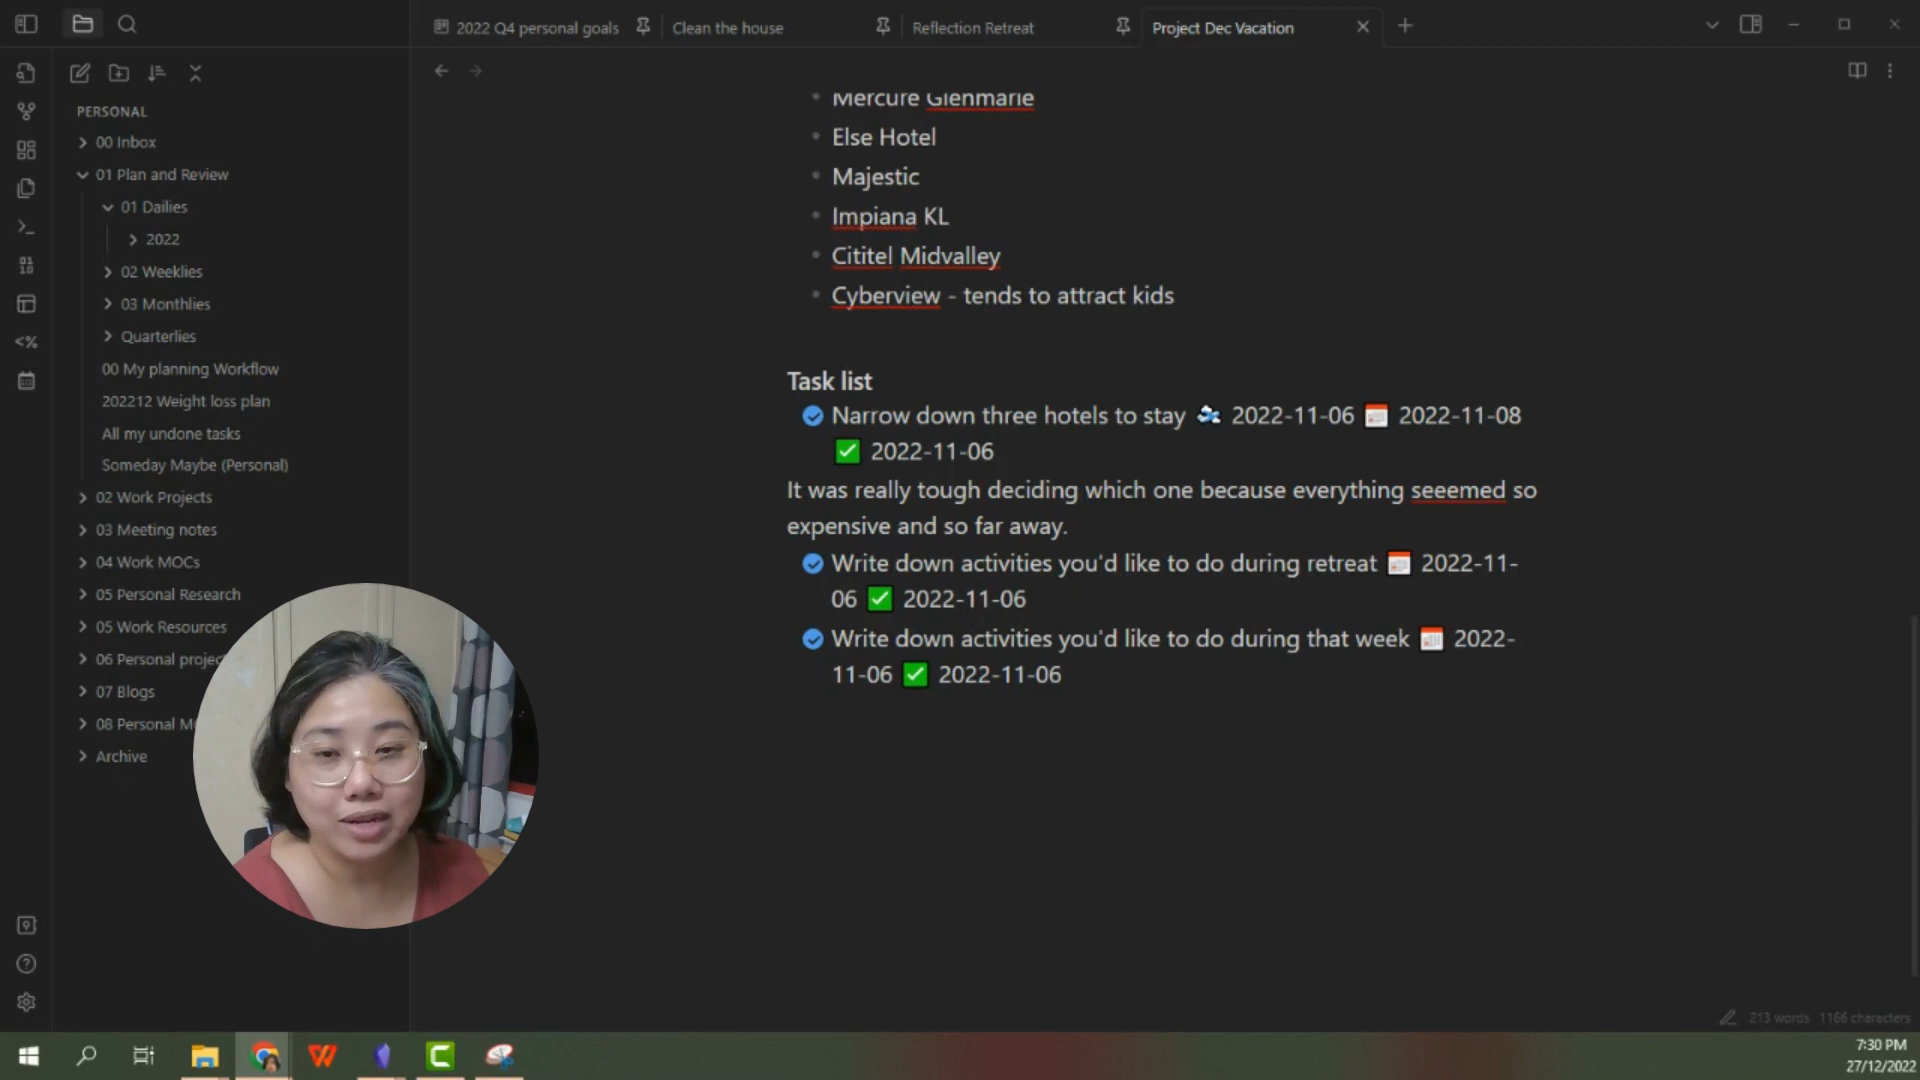 2022 Q4 personal goals
Clean the house
Reflection Retreat
Project Dec Vacation
PERSONAL
00 Inbox
01 Plan and Review
01 Dailies
2022
02 Weeklies
03 Monthlies
Quarterlies
00 My planning Workflow
202212 Weight loss plan
All my undone tasks
Someday Maybe (Personal)
02 Work Projects
03 Meeting notes
04 Work MOCs
05 Personal Research
05 Work Resources
06 Personal projec
07 Blogs
08 Personal M
Archive
Mercure Glenmarie
Else Hotel
Majestic
Impiana KL
Cititel Midvalley
Cyberview - tends to attract kids
Task list
Narrow down three hotels to stay 2022-11-06 2022-11-08
2022-11-06
It was really tough deciding which one because everything seeemed so
expensive and so far away.
Write down activities you'd like to do during retreat 2022-11-
06 2022-11-06
Write down activities you'd like to do during that week 2022-
11-06 2022-11-06
213 words 1166 characters
7:30 PM
27/12/2022